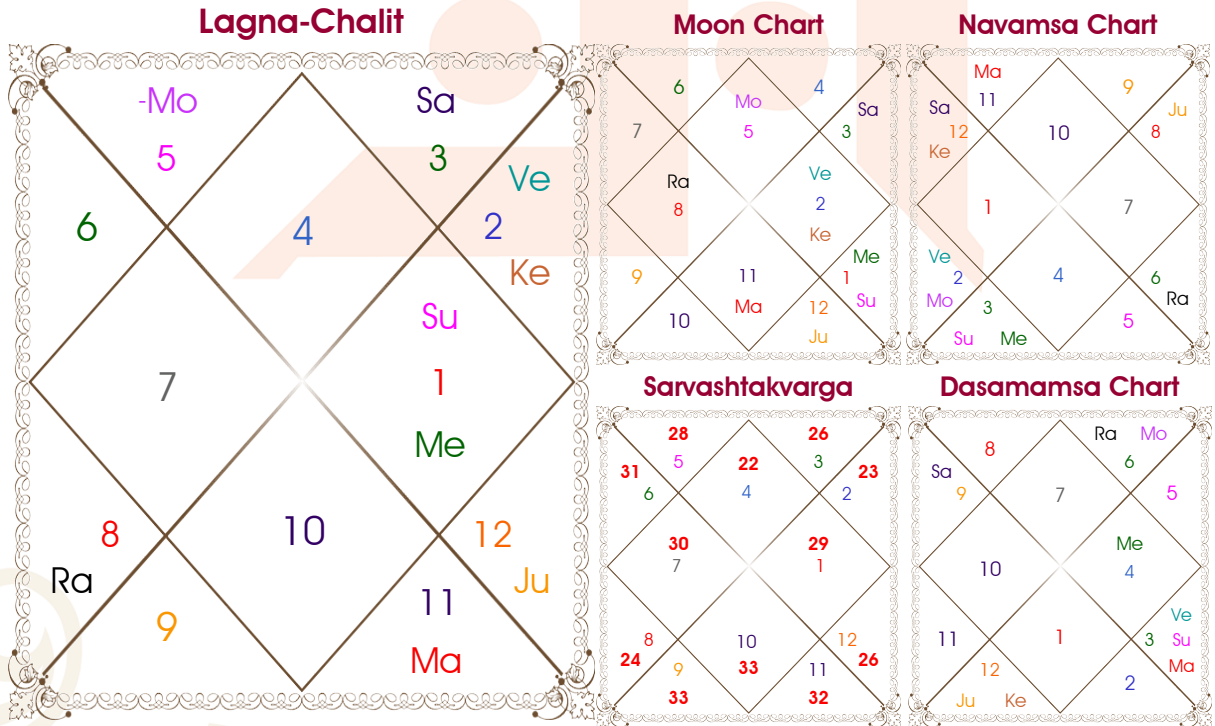 Lagna-Chalit
-Mo
Sa
5
3
Ve
6
4
2
Ke
Su
7
1
Me
8
10
12
Ra
Ju
9
11
Ma
Moon Chart
6
4
Mo
Sa
7
5
3
Ve
Ra
8
2
Ke
Me
9
11
1
Ma
12
Su
10
Ju
Navamsa Chart
Ma
9
Sa
11
Ju
12
10
8
Ke
1
7
Ve
2
4
6
Mo
3
Ra
5
Su
Me
Sarvashtakvarga
28
26
31
5
22
3
23
6
4
2
30
29
7
1
8
10
12
24
9
33
11
26
33
32
Dasamamsa Chart
Ra
Mo
8
6
Sa
9
7
5
Me
10
4
Ve
11
1
3
Su
12
Ma
2
Ju
Ke